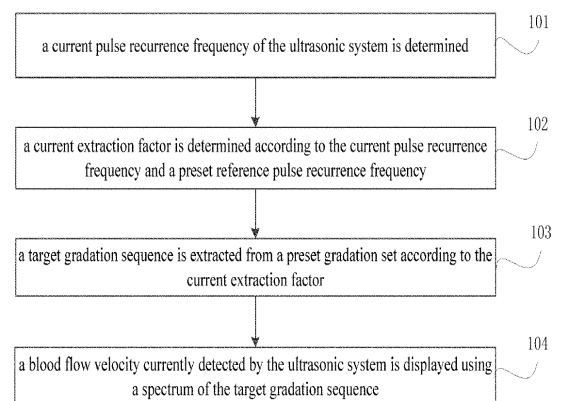 101
a current pulse recurrence frequency of the ultrasonic system is determined
102
a current extraction factor is determined according to the current pulse recurrence
frequency and a preset reference pulse recurrence frequency
103
a target gradation sequence is extracted from a preset gradation set according to the
current extraction factor
104
a blood flow velocity currently detected by the ultrasonic system is displayed using
a spectrum of the target gradation sequence